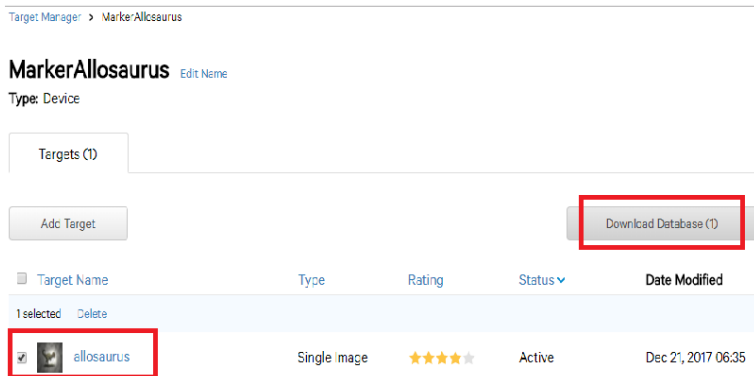 Target Manager > MarkerAllosaurus
MarkerAllosaurus Edit Name
Type: Device
Targets (1)
Add Target
Download Database (1)
Target Name Type Rating Status Date Modified
1 selected Delete
allosaurus Single Image Active Dec 21, 2017 06:35